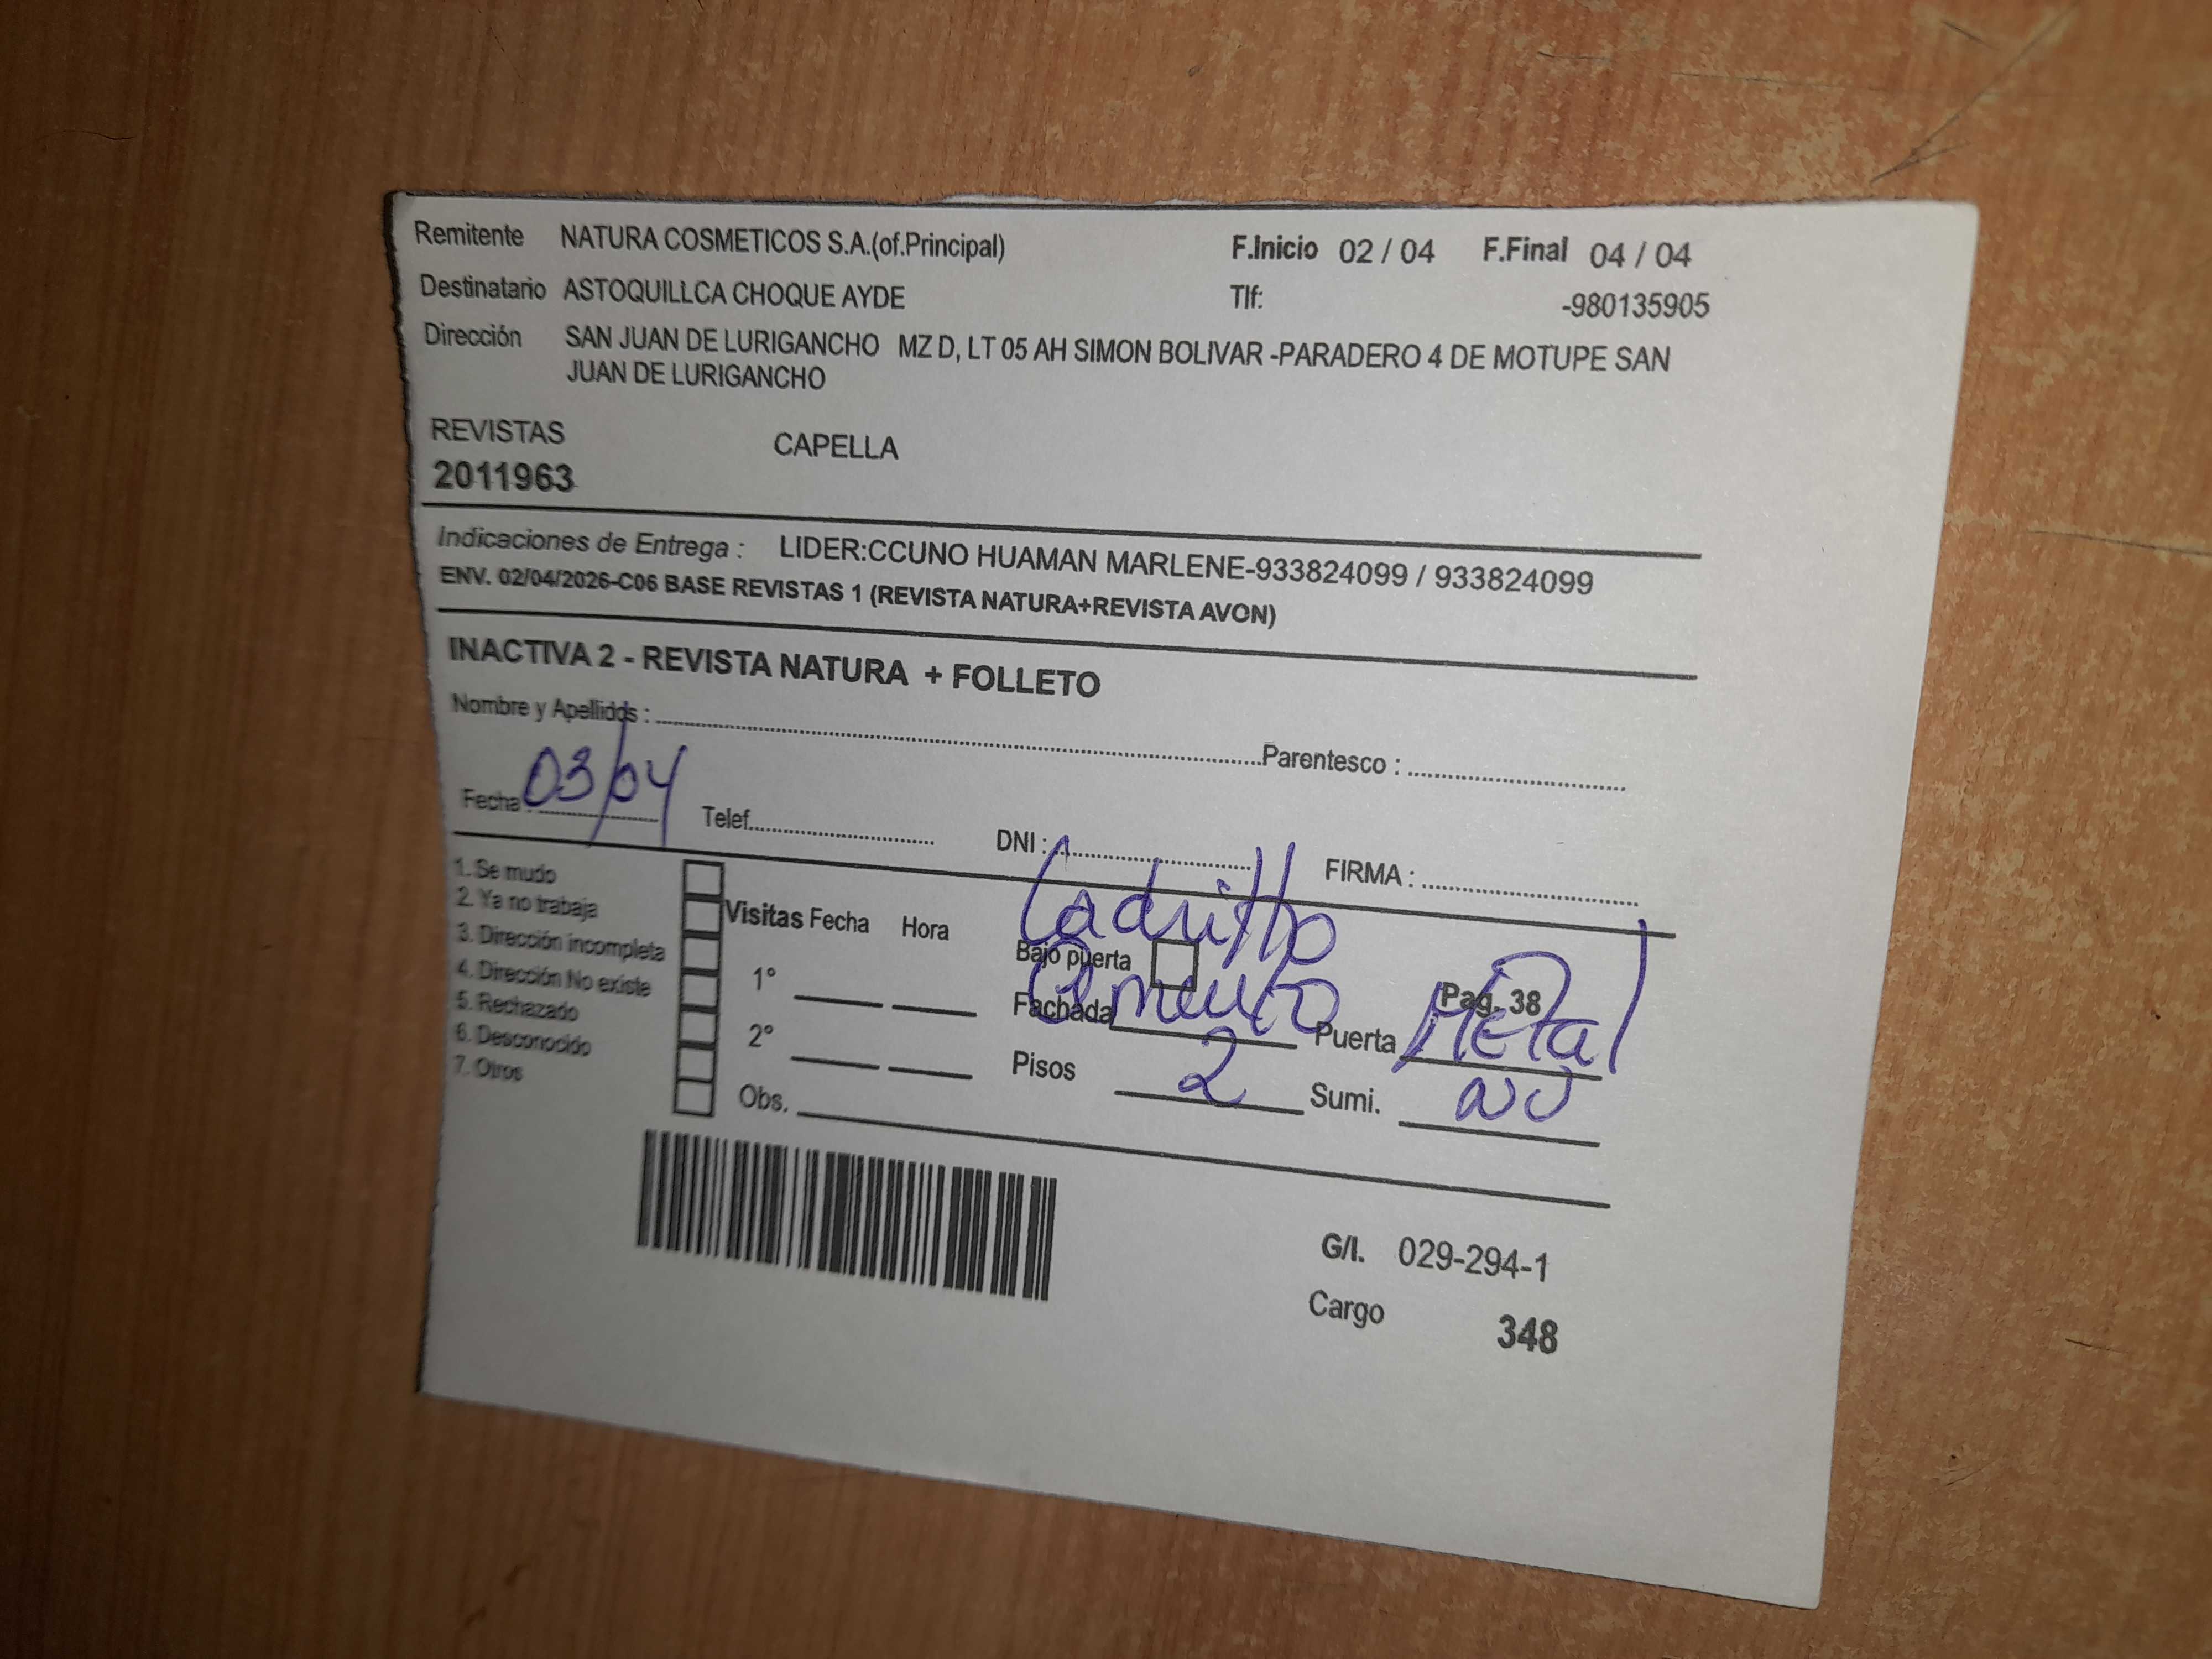 Remitente NATURA COSMETICOS S.A.(of.Principal) F.Inicio 02 / 04 F.Final 04 / 04
Destinatario ASTOQUILLCA CHOQUE AYDE Tlf: -980135905
Dirección SAN JUAN DE LURIGANCHO MZ D, LT 05 AH SIMON BOLIVAR -PARADERO 4 DE MOTUPE SAN
JUAN DE LURIGANCHO
REVISTAS CAPELLA
2011963
Indicaciones de Entrega : LIDER:CCUNO HUAMAN MARLENE-933824099 / 933824099
ENV. 02/04/2026-C06 BASE REVISTAS 1 (REVISTA NATURA+REVISTA AVON)
INACTIVA 2 - REVISTA NATURA + FOLLETO
Nombre y Apellidos : Parentesco :
Fecha : 03/04 Telef. DNI : FIRMA :
1. Se mudo
2. Ya no trabaja
3. Dirección incompleta
4. Dirección No existe
5. Rechazado
6. Desconocido
7. Otros
Visitas Fecha Hora
1°
2°
Obs.
Ladrillo
Bajo puerta Pag. 38
Fachada Cemento Puerta Metal
Pisos 2 Sumi.
G/I. 029-294-1
Cargo 348